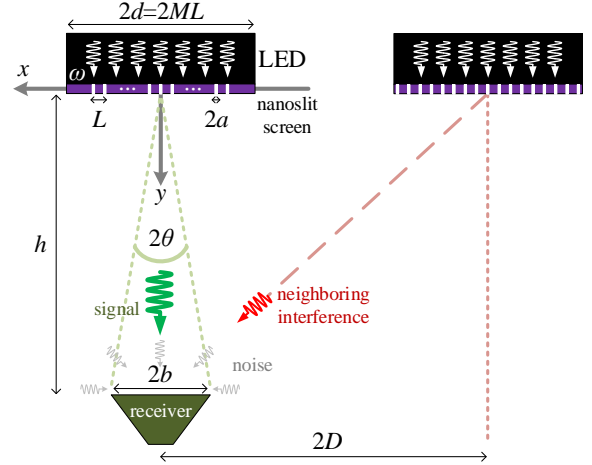 2d=2ML
LED
x
ω
nanoslit
screen
L
...
...
2a
y
h
2θ
signal
neighboring
interference
noise
2b
receiver
2D